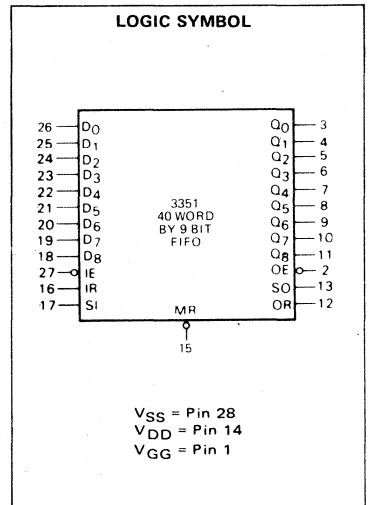 LOGIC SYMBOL
26 D0 Q0 3
25 D1 Q1 4
24 D2 Q2 5
23 D3 Q3 6
22 D4 Q4 7
21 D5 Q5 8
20 D6 Q6 9
19 D7 Q7 10
18 D8 Q8 11
27 IE OE 2
16 IR SO 13
17 SI OR 12
3351
40 WORD
BY 9 BIT
FIFO
MR
15
VSS = Pin 28
VDD = Pin 14
VGG = Pin 1